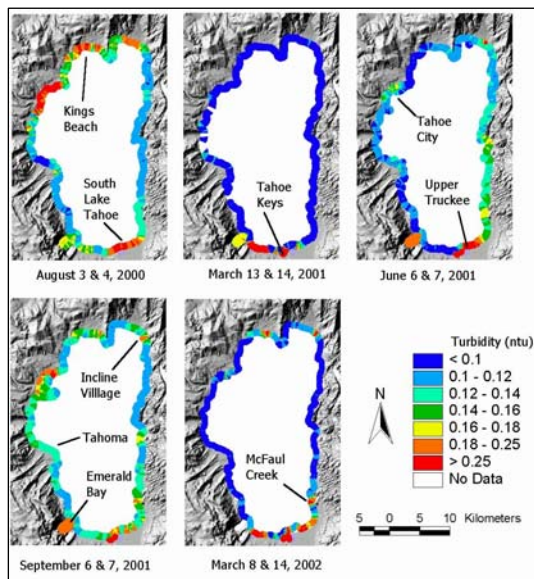 Kings
Beach
South
Lake
Tahoe
August 3 & 4, 2000
Tahoe
Keys
March 13 & 14, 2001
Tahoe
City
Upper
Truckee
June 6 & 7, 2001
Incline
Villlage
Tahoma
Emerald
Bay
September 6 & 7, 2001
McFaul
Creek
March 8 & 14, 2002
Turbidity (ntu)
< 0.1
0.1 - 0.12
0.12 - 0.14
0.14 - 0.16
0.16 - 0.18
0.18 - 0.25
> 0.25
No Data
N
5 0 5 10 Kilometers